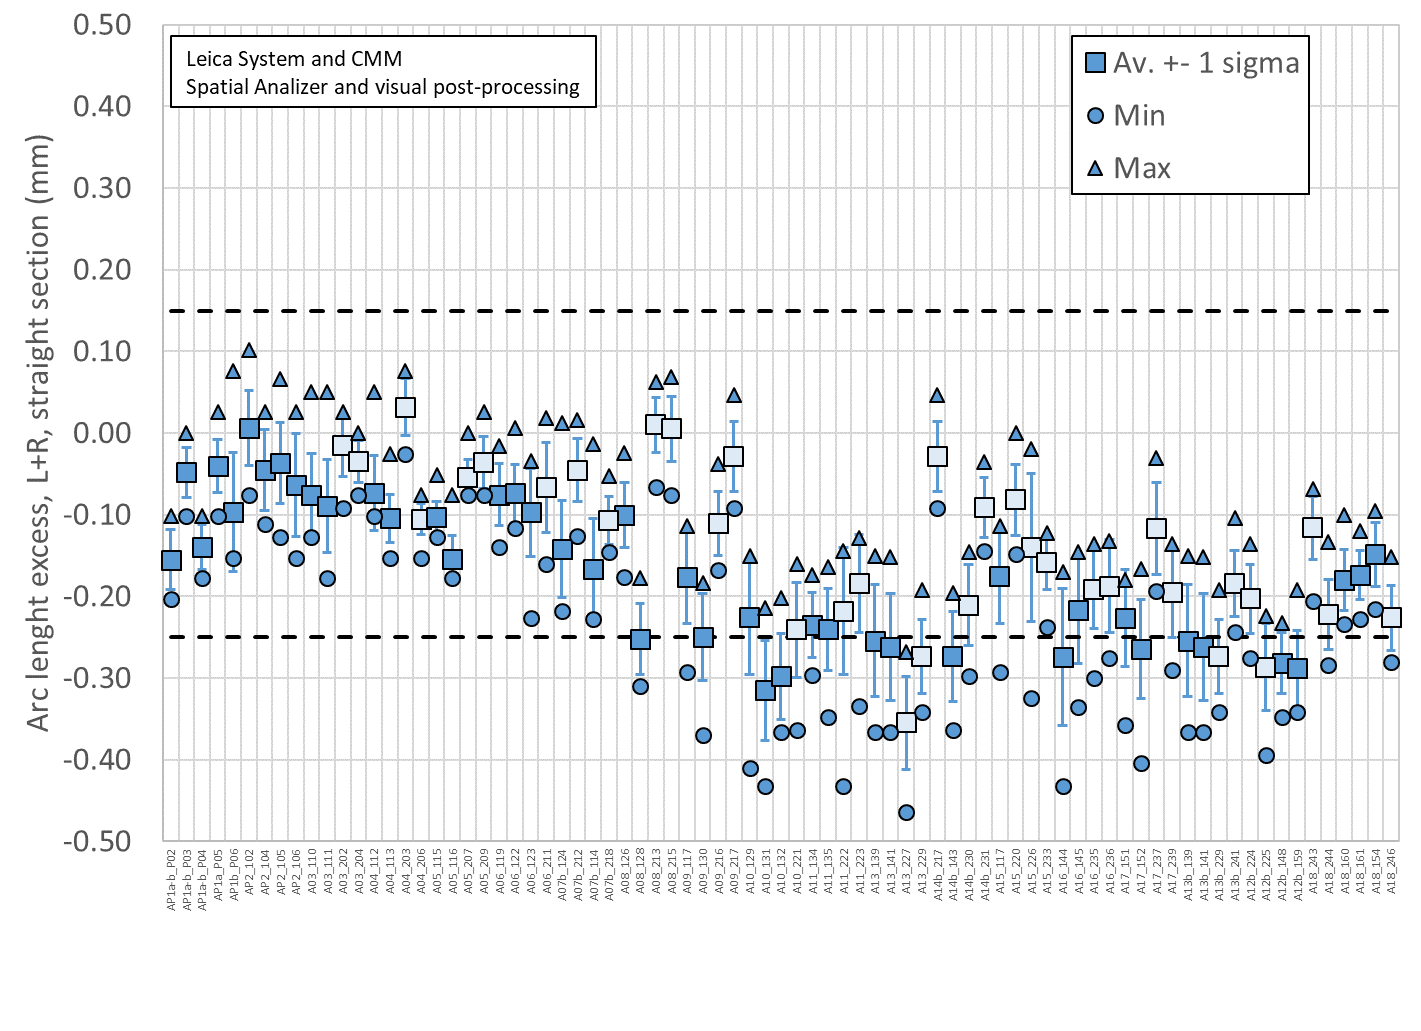 0.50
Leica System and CMM
Spatial Analizer and visual post-processing
Av. +- 1 sigma
Min
Max
0.40
0.30
0.20
0.10
0.00
-0.10
-0.20
-0.30
-0.40
-0.50
Arc lenght excess, L+R, straight section (mm)
AP1a-b_P02
AP1a-b_P03
AP1a-b_P04
AP1a_P05
AP1b_P06
AP2_102
AP2_104
AP2_105
AP2_106
A03_110
A03_111
A03_202
A03_204
A04_112
A04_113
A04_203
A04_206
A05_115
A05_116
A05_207
A05_209
A06_119
A06_122
A06_123
A06_211
A07b_124
A07b_212
A07b_114
A07b_218
A08_126
A08_128
A08_213
A08_215
A09_117
A09_130
A09_216
A09_217
A10_129
A10_131
A10_132
A10_221
A11_134
A11_135
A11_222
A11_223
A13_139
A13_141
A13_227
A13_229
A14b_217
A14b_143
A14b_230
A14b_231
A15_117
A15_220
A15_226
A15_233
A16_144
A16_145
A16_235
A16_236
A17_151
A17_152
A17_237
A17_239
A13b_139
A13b_141
A13b_229
A13b_241
A12b_224
A12b_225
A12b_148
A12b_159
A18_243
A18_244
A18_160
A18_161
A18_154
A18_246